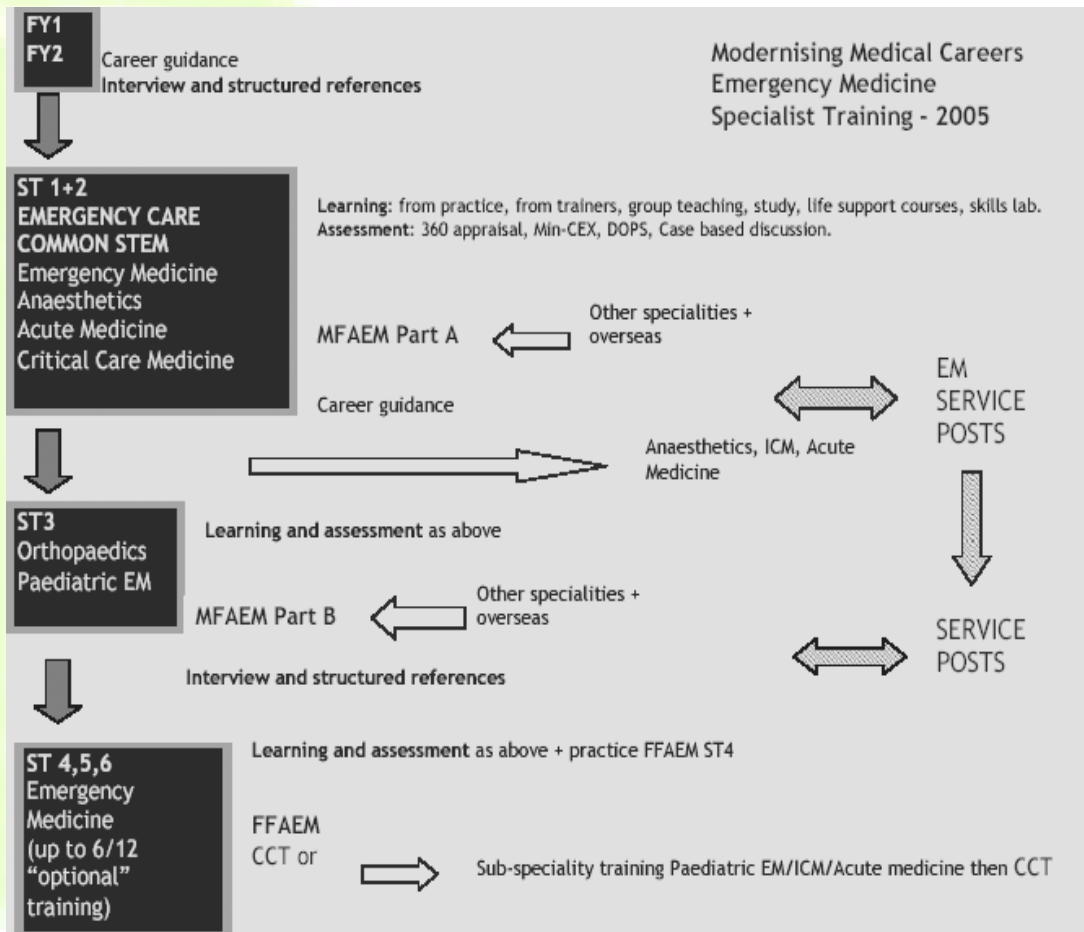 FY1
FY2
Career guidance
Interview and structured references
Modernising Medical Careers
Emergency Medicine
Specialist Training - 2005
ST 1+2
EMERGENCY CARE
COMMON STEM
Emergency Medicine
Anaesthetics
Acute Medicine
Critical Care Medicine
Learning: from practice, from trainers, group teaching, study, life support courses, skills lab.
Assessment: 360 appraisal, Min-CEX, DOPS, Case based discussion.
MFAEM Part A
Other specialities +
overseas
Career guidance
EM
SERVICE
POSTS
Anaesthetics, ICM, Acute
Medicine
ST3
Orthopaedics
Paediatric EM
Learning and assessment as above
MFAEM Part B
Other specialities +
overseas
SERVICE
POSTS
Interview and structured references
ST 4,5,6
Emergency
Medicine
(up to 6/12
“optional”
training)
Learning and assessment as above + practice FFAEM ST4
FFAEM
CCT or
Sub-speciality training Paediatric EM/ICM/Acute medicine then CCT